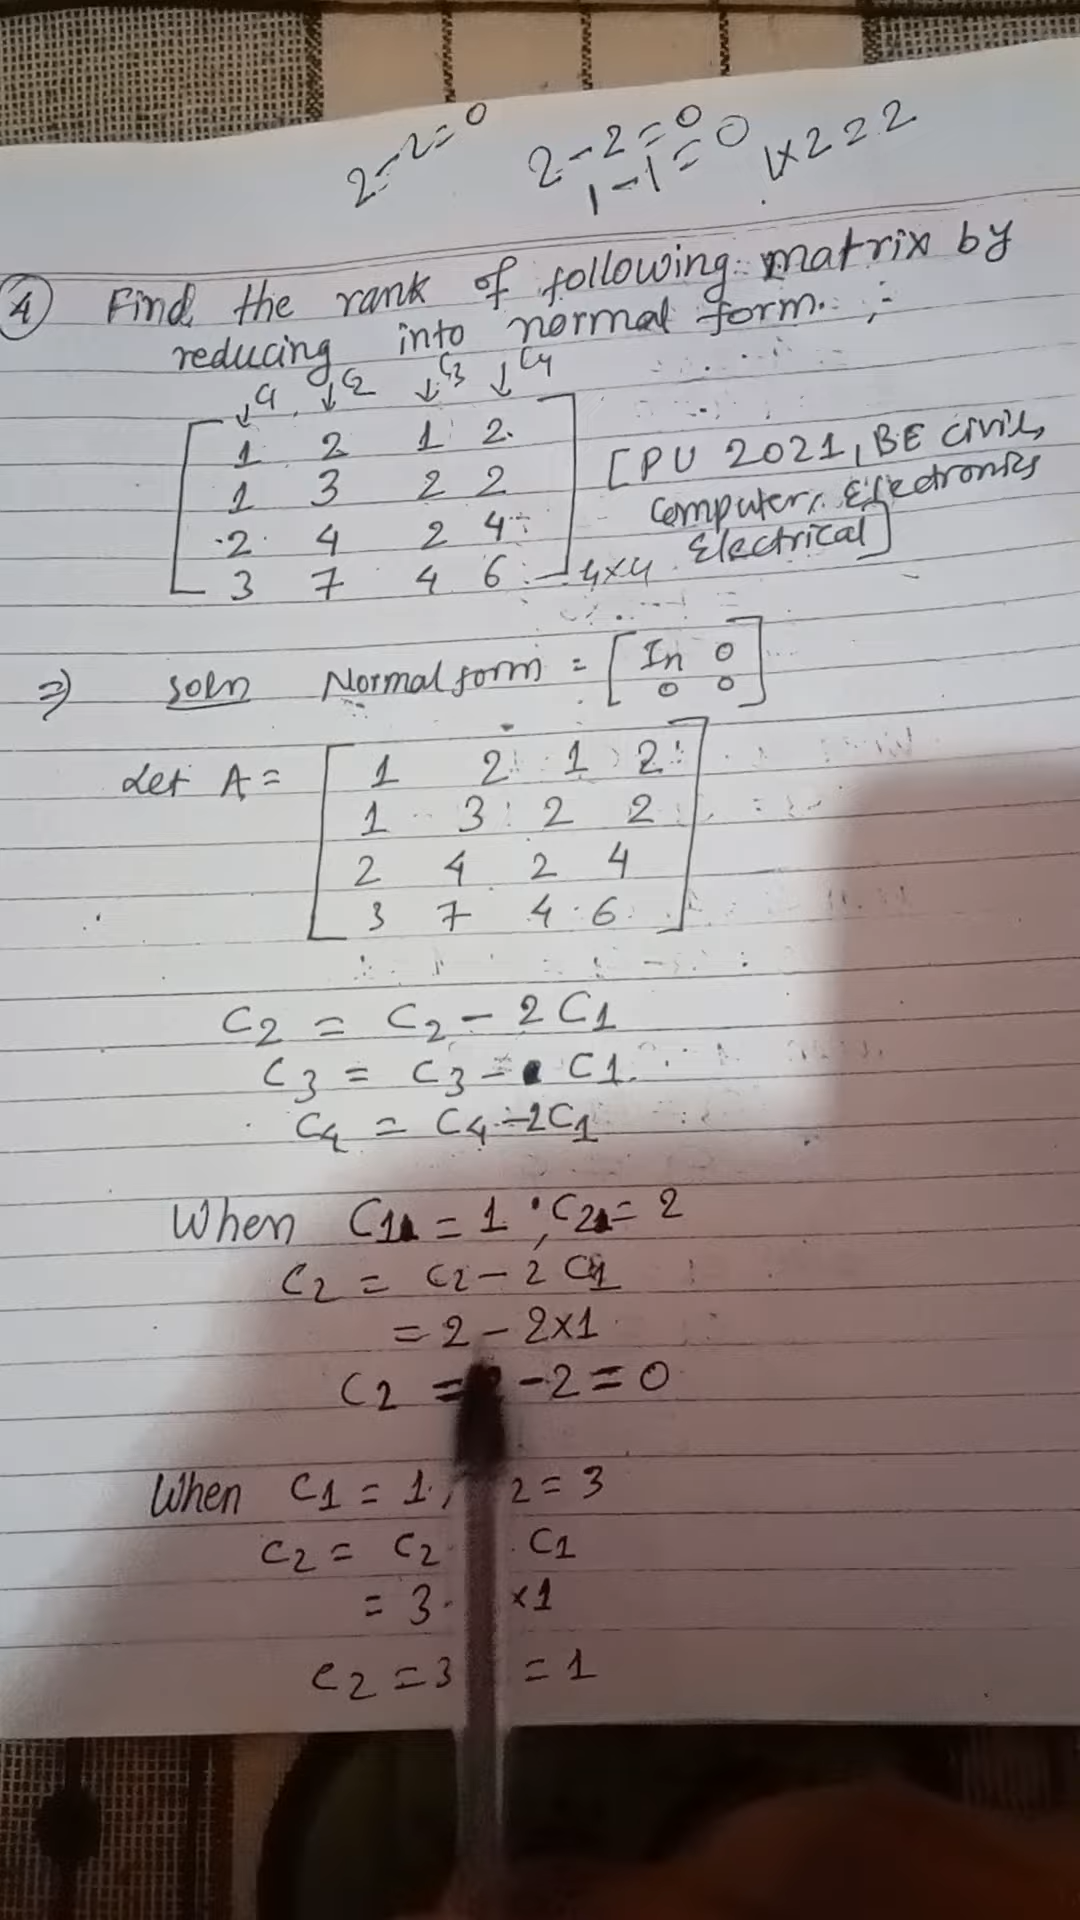 2-2=0
2-2=0
1-1=0
1×2=2
4 Find the rank of following matrix by
reducing into normal form. :-
↓C1 ↓C2 ↓C3 ↓C4
1 2 1 2
1 3 2 2
2 4 2 4
3 7 4 6 4×4
[PU 2021, BE civil,
computer, Electronics
Electrical]
⇒) Soln Normal form = [In 0
0 0]
Let A =
1 2 1 2
1 3 2 2
2 4 2 4
3 7 4 6
C2 = C2 - 2C1
C3 = C3 - C1
C4 = C4 - 2C1
When C1 = 1 ; C2 = 2
C2 = C2 - 2C1
= 2 - 2×1
C2 = -2 = 0
When C1 = 1, 2 = 3
C2 = C2 C1
= 3 ×1
C2 = 3 = 1